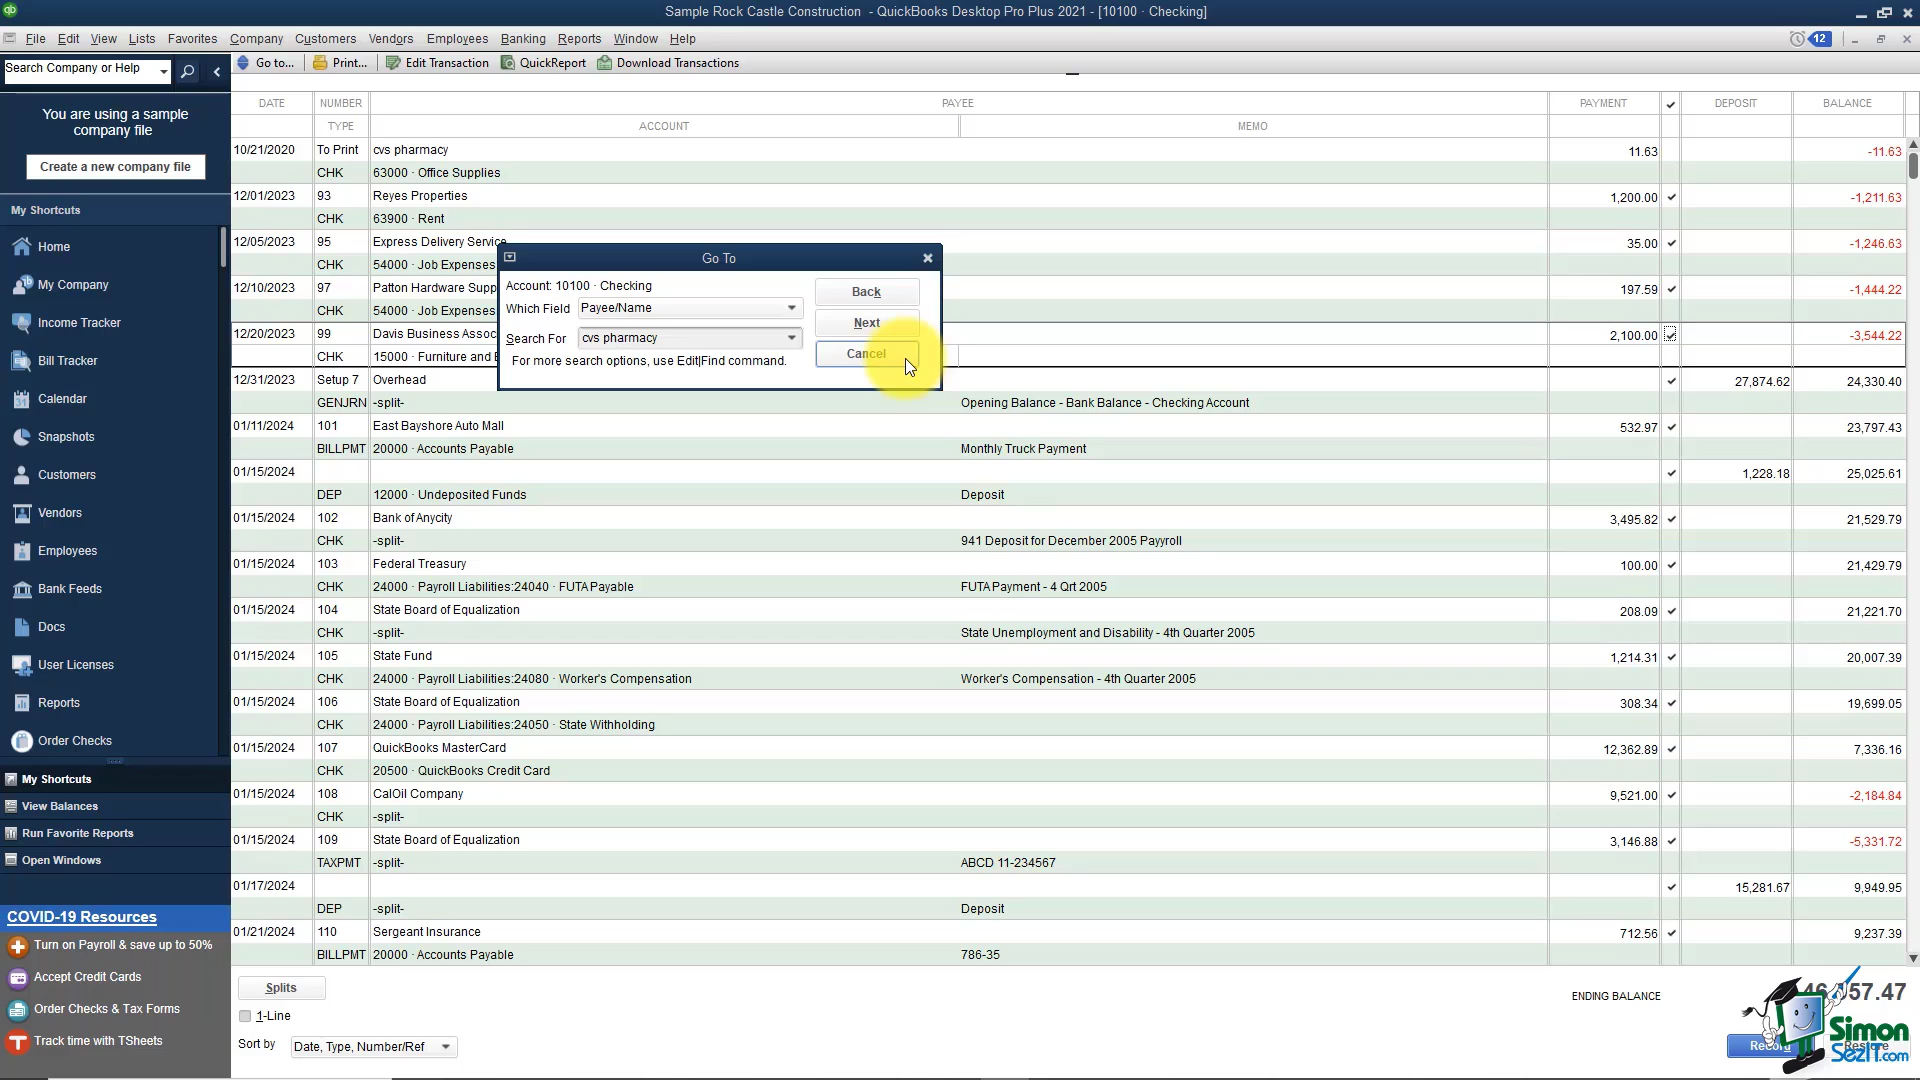 Sample Rock Castle Construction - QuickBooks Desktop Pro Plus 2021 - [10100 · Checking]
File Edit View Lists Favorites Company Customers Vendors Employees Banking Reports Window Help 12
Search Company or Help Go to... Print... Edit Transaction QuickReport Download Transactions
You are using a sample
company file
Create a new company file
My Shortcuts
Home
My Company
Income Tracker
Bill Tracker
Calendar
Snapshots
Customers
Vendors
Employees
Bank Feeds
Docs
User Licenses
Reports
Order Checks
My Shortcuts
View Balances
Run Favorite Reports
Open Windows
COVID-19 Resources
Turn on Payroll & save up to 50%
Accept Credit Cards
Order Checks & Tax Forms
Track time with TSheets
DATE NUMBER PAYEE PAYMENT ✓ DEPOSIT BALANCE
TYPE ACCOUNT MEMO
10/21/2020 To Print cvs pharmacy 11.63 -11.63
CHK 63000 · Office Supplies
12/01/2023 93 Reyes Properties 1,200.00 ✓ -1,211.63
CHK 63900 · Rent
12/05/2023 95 Express Delivery Service 35.00 ✓ -1,246.63
CHK 54000 · Job Expenses
12/10/2023 97 Patton Hardware Supp 197.59 ✓ -1,444.22
CHK 54000 · Job Expenses
12/20/2023 99 Davis Business Assoc 2,100.00 ✓ -3,544.22
CHK 15000 · Furniture and E
12/31/2023 Setup 7 Overhead ✓ 27,874.62 24,330.40
GENJRN -split- Opening Balance - Bank Balance - Checking Account
01/11/2024 101 East Bayshore Auto Mall 532.97 ✓ 23,797.43
BILLPMT 20000 · Accounts Payable Monthly Truck Payment
01/15/2024 ✓ 1,228.18 25,025.61
DEP 12000 · Undeposited Funds Deposit
01/15/2024 102 Bank of Anycity 3,495.82 ✓ 21,529.79
CHK -split- 941 Deposit for December 2005 Payyroll
01/15/2024 103 Federal Treasury 100.00 ✓ 21,429.79
CHK 24000 · Payroll Liabilities:24040 · FUTA Payable FUTA Payment - 4 Qrt 2005
01/15/2024 104 State Board of Equalization 208.09 ✓ 21,221.70
CHK -split- State Unemployment and Disability - 4th Quarter 2005
01/15/2024 105 State Fund 1,214.31 ✓ 20,007.39
CHK 24000 · Payroll Liabilities:24080 · Worker's Compensation Worker's Compensation - 4th Quarter 2005
01/15/2024 106 State Board of Equalization 308.34 ✓ 19,699.05
CHK 24000 · Payroll Liabilities:24050 · State Withholding
01/15/2024 107 QuickBooks MasterCard 12,362.89 ✓ 7,336.16
CHK 20500 · QuickBooks Credit Card
01/15/2024 108 CalOil Company 9,521.00 ✓ -2,184.84
CHK -split-
01/15/2024 109 State Board of Equalization 3,146.88 ✓ -5,331.72
TAXPMT -split- ABCD 11-234567
01/17/2024 ✓ 15,281.67 9,949.95
DEP -split- Deposit
01/21/2024 110 Sergeant Insurance 712.56 ✓ 9,237.39
BILLPMT 20000 · Accounts Payable 786-35
Go To
Account: 10100 · Checking Back
Which Field Payee/Name Next
Search For cvs pharmacy Cancel
For more search options, use Edit|Find command.
Splits ENDING BALANCE
1-Line
Sort by Date, Type, Number/Ref
Simon
SezIT.com